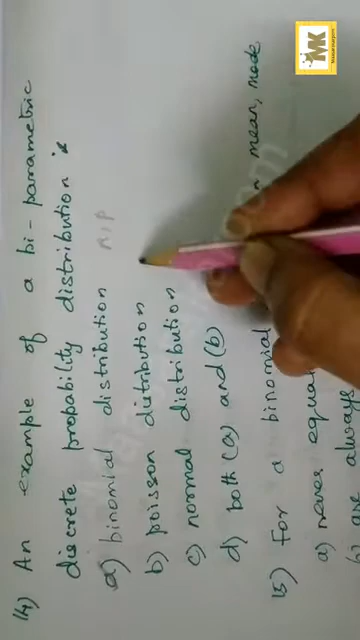 14) An example of a bi-parametric
discrete probability distribution is
a) binomial distribution n, p
b) poisson distribution
c) normal distribution
d) both (a) and (b)
15) For a binomial mean, mode
a) never equal
b) are always
MK